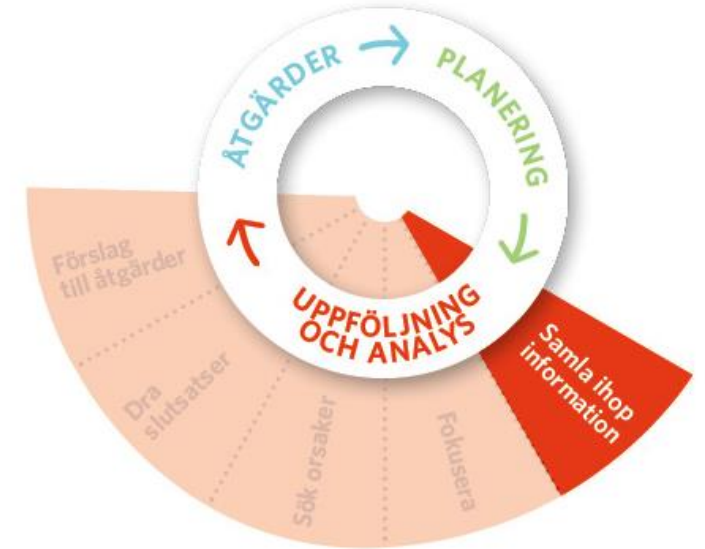 ÅTGÄRDER
PLANERING
UPPFÖLJNING
OCH ANALYS
Samla ihop
information
Fokusera
Sök orsaker
Dra
slutsatser
Förslag
till åtgärder